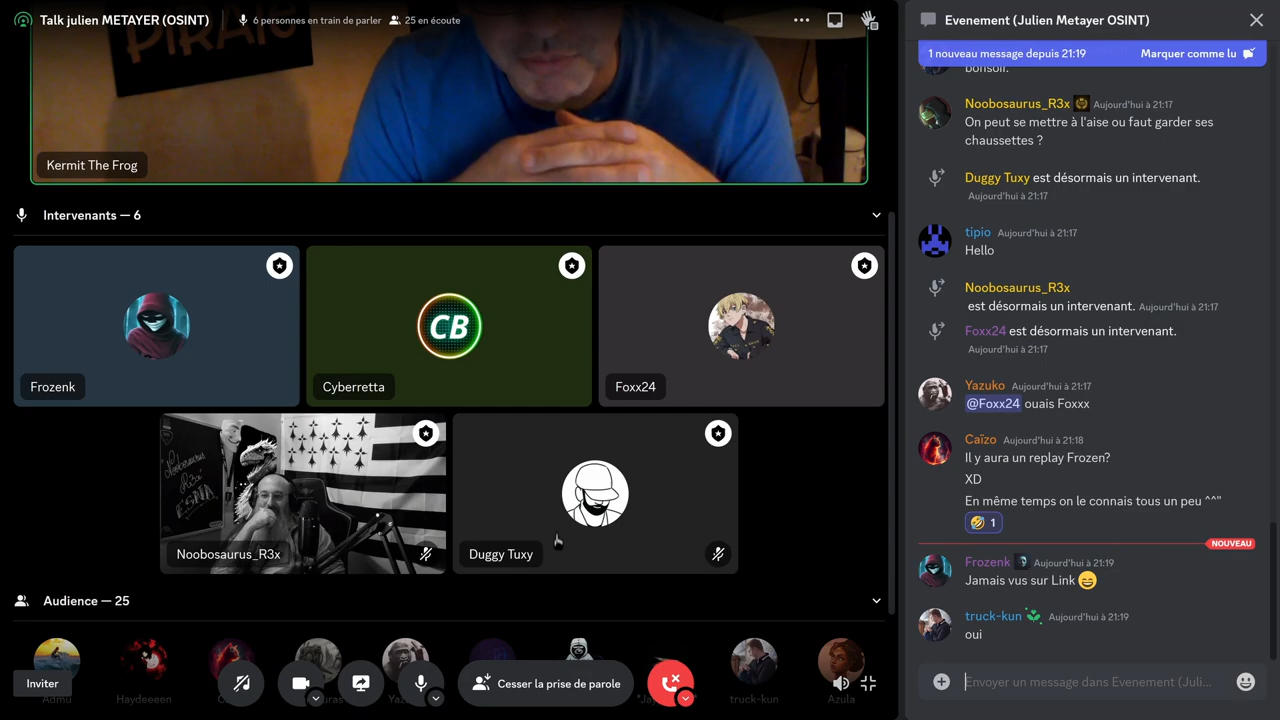 Talk julien METAYER (OSINT)
6 personnes en train de parler
25 en écoute
PIRATE
Kermit The Frog
Intervenants — 6
Frozenk
CB
Cyberretta
Foxx24
Noobosaurus_R3x
Duggy Tuxy
Audience — 25
Admu
Haydeeeen
truck-kun
Azula
Inviter
Cesser la prise de parole
Evenement (Julien Metayer OSINT)
1 nouveau message depuis 21:19
Marquer comme lu
bonsoir.
Noobosaurus_R3x Aujourd'hui à 21:17
On peut se mettre à l'aise ou faut garder ses
chaussettes ?
Duggy Tuxy est désormais un intervenant.
Aujourd'hui à 21:17
tipio Aujourd'hui à 21:17
Hello
Noobosaurus_R3x
est désormais un intervenant. Aujourd'hui à 21:17
Foxx24 est désormais un intervenant.
Aujourd'hui à 21:17
Yazuko Aujourd'hui à 21:17
@Foxx24 ouais Foxxx
Caïzo Aujourd'hui à 21:18
Il y aura un replay Frozen?
XD
En même temps on le connais tous un peu ^^"
1
NOUVEAU
Frozenk Aujourd'hui à 21:19
Jamais vus sur Link
truck-kun Aujourd'hui à 21:19
oui
Envoyer un message dans Evenement (Juli...